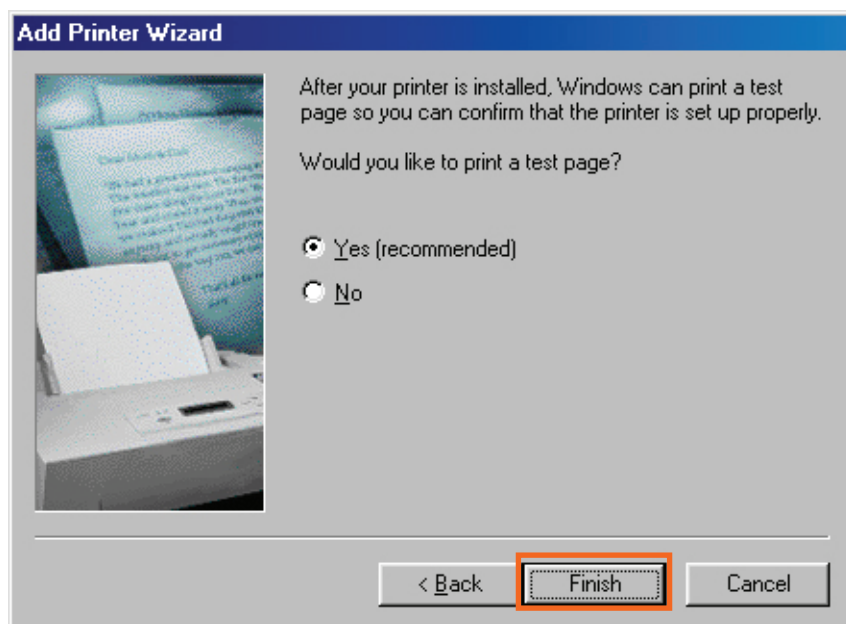 Add Printer Wizard
After your printer is installed, Windows can print a test
page so you can confirm that the printer is set up properly.
Would you like to print a test page?
Yes (recommended)
No
< Back
Finish
Cancel